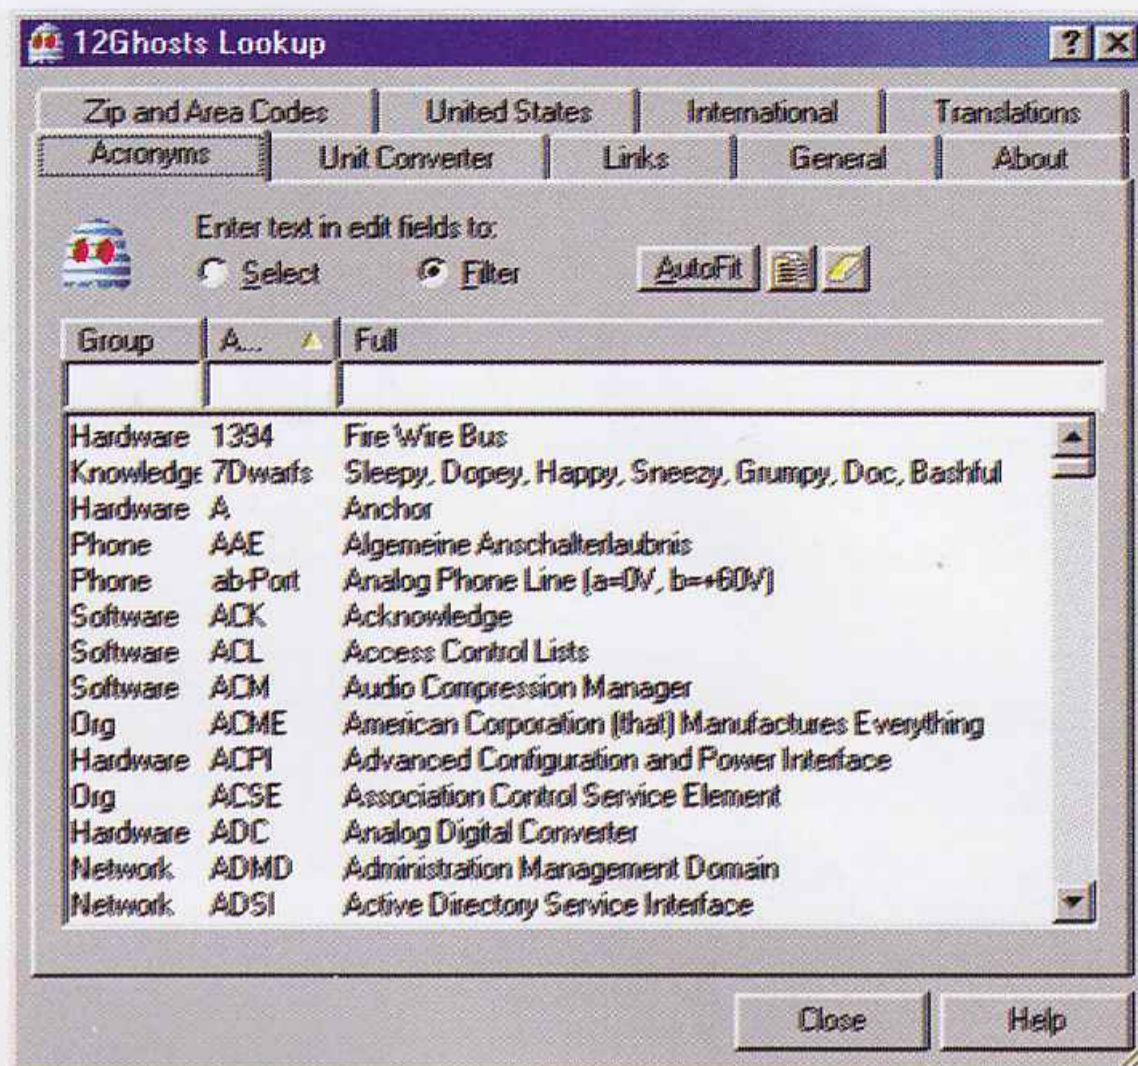 12Ghosts Lookup
Zip and Area Codes United States International Translations
Acronyms Unit Converter Links General About
Enter text in edit fields to:
Select Filter AutoFit
Group A... Full
Hardware 1394 Fire Wire Bus
Knowledge 7Dwarfs Sleepy, Dopey, Happy, Sneezy, Grumpy, Doc, Bashful
Hardware A Anchor
Phone AAE Algemeine Anschalterlaubnis
Phone ab-Port Analog Phone Line (a=0V, b=+60V)
Software ACK Acknowledge
Software ACL Access Control Lists
Software ACM Audio Compression Manager
Org ACME American Corporation (that) Manufactures Everything
Hardware ACPI Advanced Configuration and Power Interface
Org ACSE Association Control Service Element
Hardware ADC Analog Digital Converter
Network ADMD Administration Management Domain
Network ADSI Active Directory Service Interface
Close Help